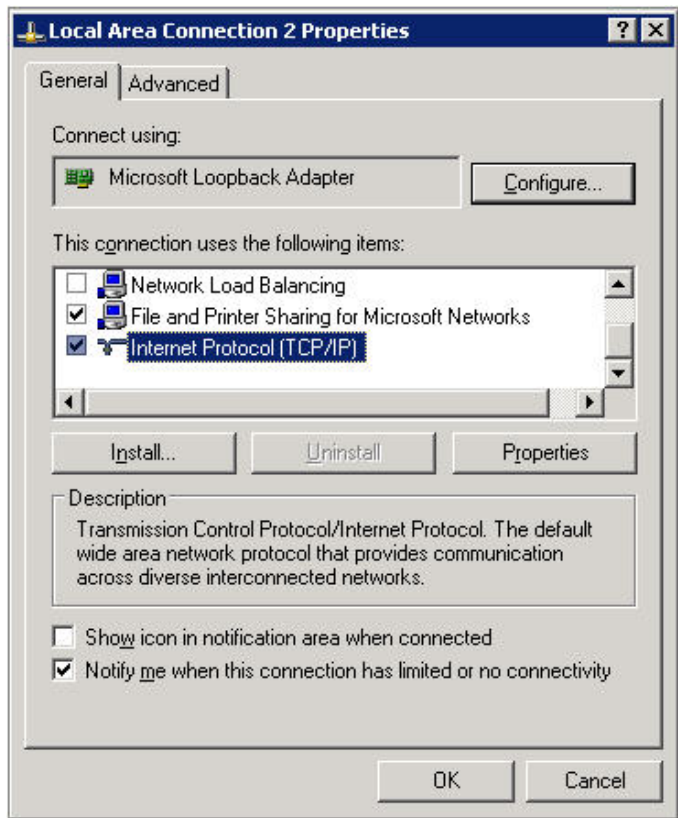 Local Area Connection 2 Properties
General Advanced
Connect using:
Microsoft Loopback Adapter Configure...
This connection uses the following items:
Network Load Balancing
File and Printer Sharing for Microsoft Networks
Internet Protocol (TCP/IP)
Install... Uninstall Properties
Description
Transmission Control Protocol/Internet Protocol. The default
wide area network protocol that provides communication
across diverse interconnected networks.
Show icon in notification area when connected
Notify me when this connection has limited or no connectivity
OK Cancel